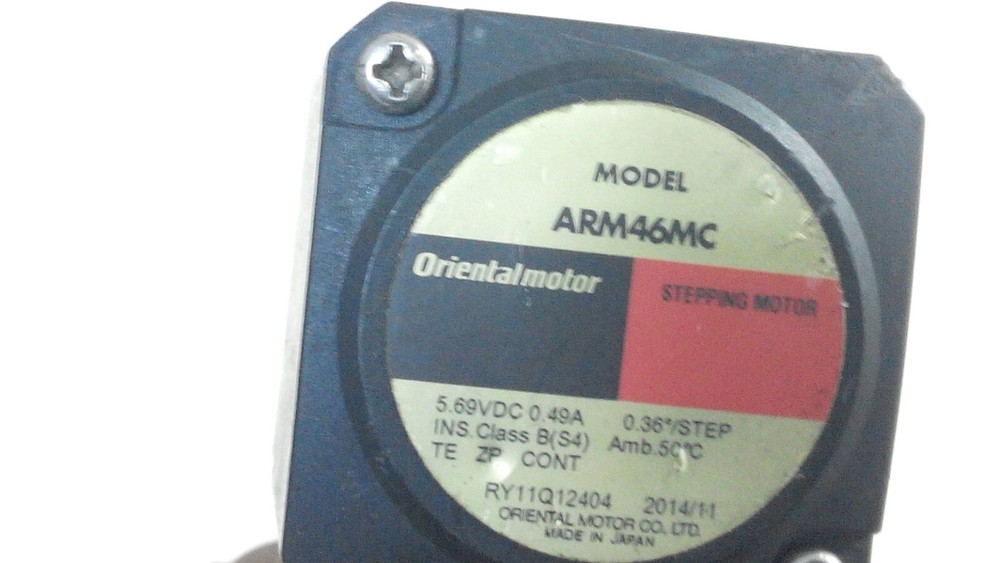 MODEL
ARM46MC
Orientalmotor
STEPPING MOTOR
5.69VDC 0.49A 0.36°/STEP
INS.Class B(S4) Amb.50°C
TE ZP CONT
RY11Q12404 2014/11
ORIENTAL MOTOR CO., LTD.
MADE IN JAPAN